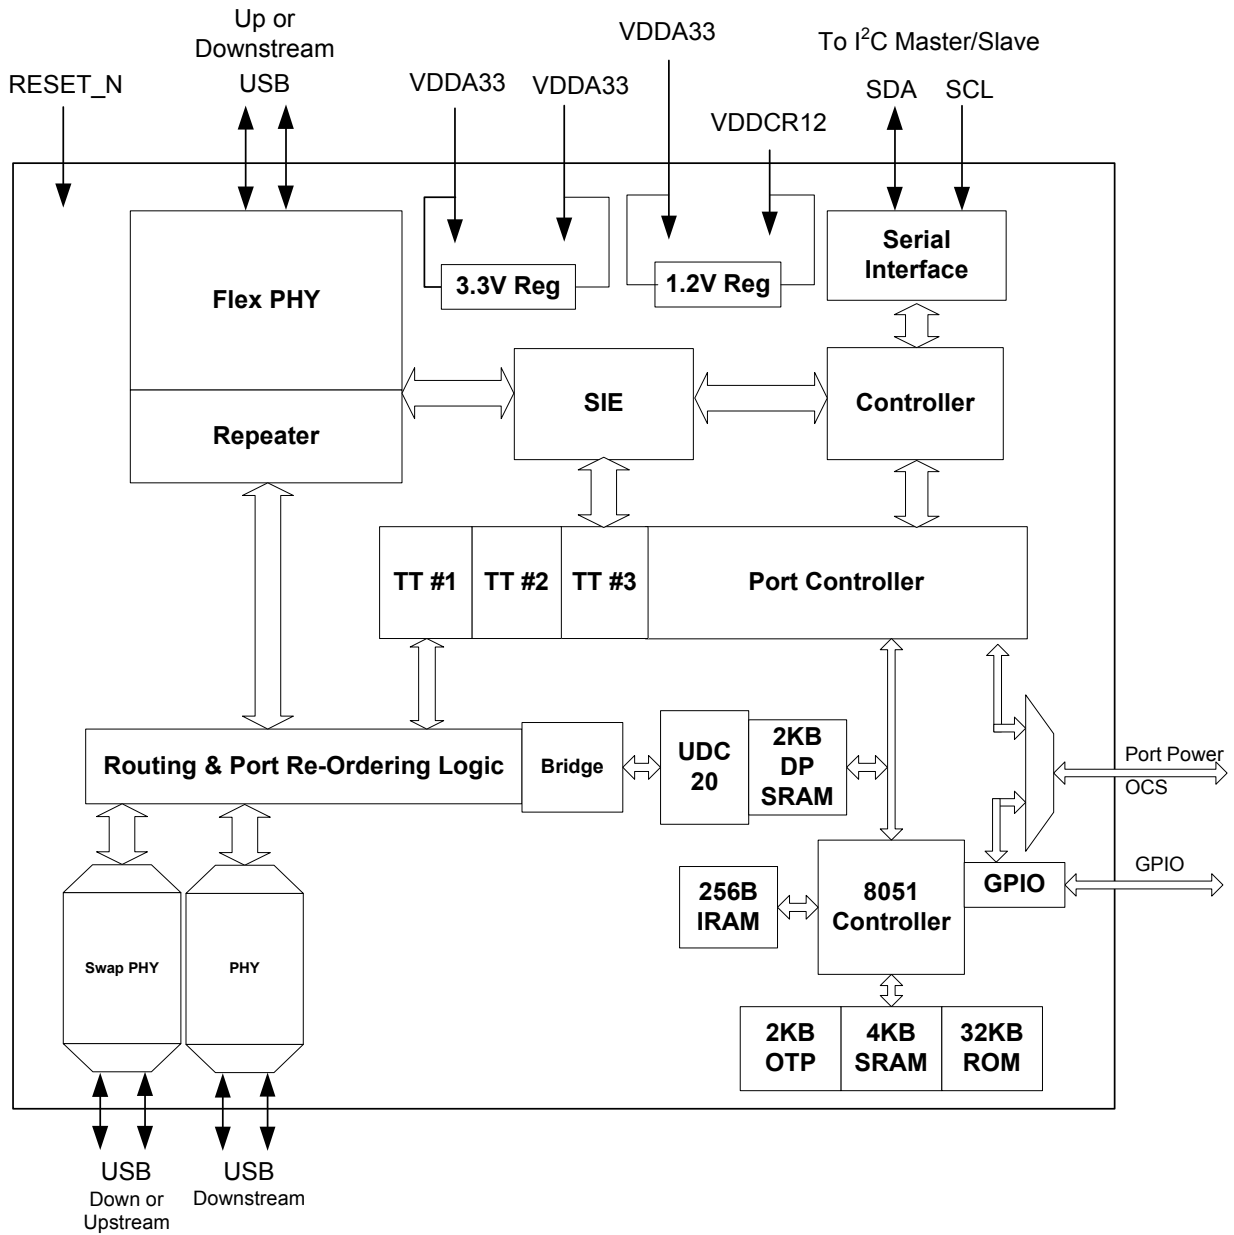 Up or
Downstream
USB
RESET_N
VDDA33
VDDA33
VDDA33
VDDCR12
To I²C Master/Slave
SDA
SCL
Flex PHY
3.3V Reg
1.2V Reg
Serial
Interface
Repeater
SIE
Controller
TT #1
TT #2
TT #3
Port Controller
Routing & Port Re-Ordering Logic
Bridge
UDC
20
2KB
DP
SRAM
Port Power
OCS
GPIO
256B
IRAM
8051
Controller
GPIO
Swap PHY
PHY
2KB
OTP
4KB
SRAM
32KB
ROM
USB
Down or
Upstream
USB
Downstream